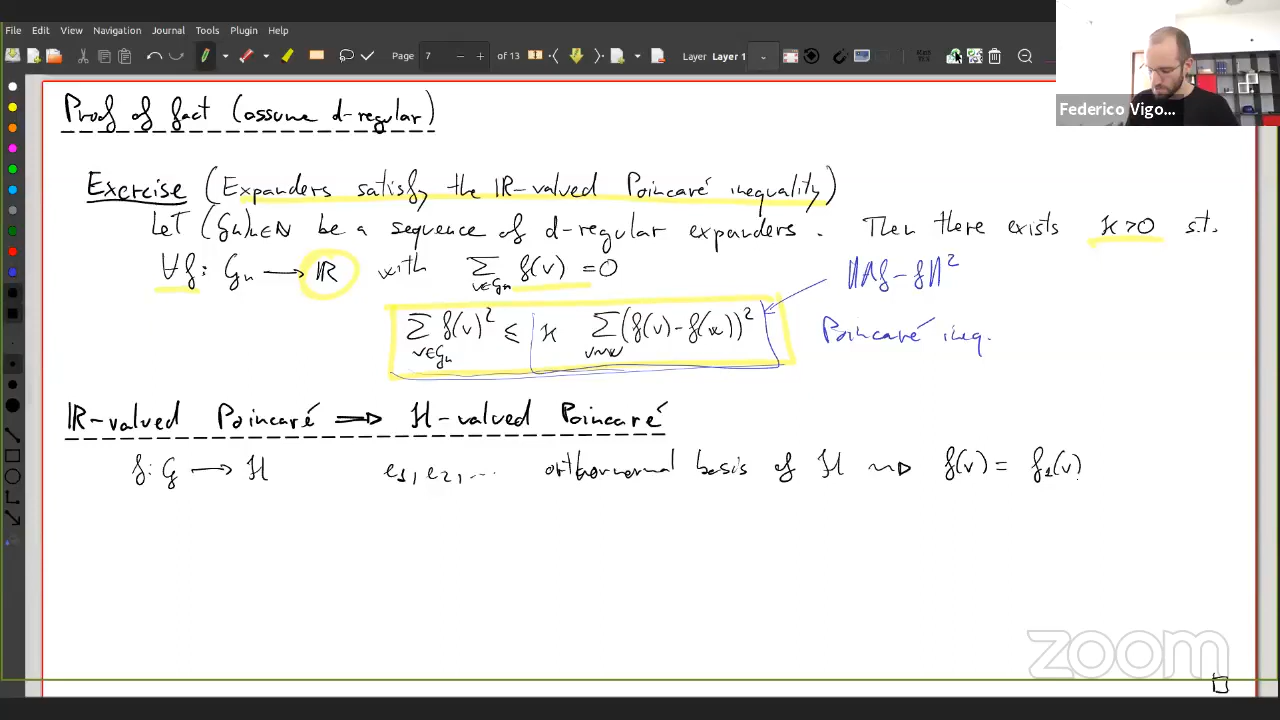 File Edit View Navigation Journal Tools Plugin Help
Page 7 of 13 Layer Layer 1
Federico Vigo...
Proof of fact (assume d-regular)
Exercise (Expanders satisfy the ℝ-valued Poincaré inequality)
Let (Gn)n∈ℕ be a sequence of d-regular expanders. Then there exists κ>0 s.t.
∀f: Gn → ℝ with Σ_{v∈Gn} f(v) = 0
‖Af - f‖²
Σ_{v∈Gn} f(v)² ≤ κ Σ_{v~w} (f(v) - f(w))²
Poincaré ineq.
ℝ-valued Poincaré ⟹ ℋ-valued Poincaré
f: G → ℋ e₁, e₂, ... orthonormal basis of ℋ ⇝ f(v) = f₁(v)
zoom